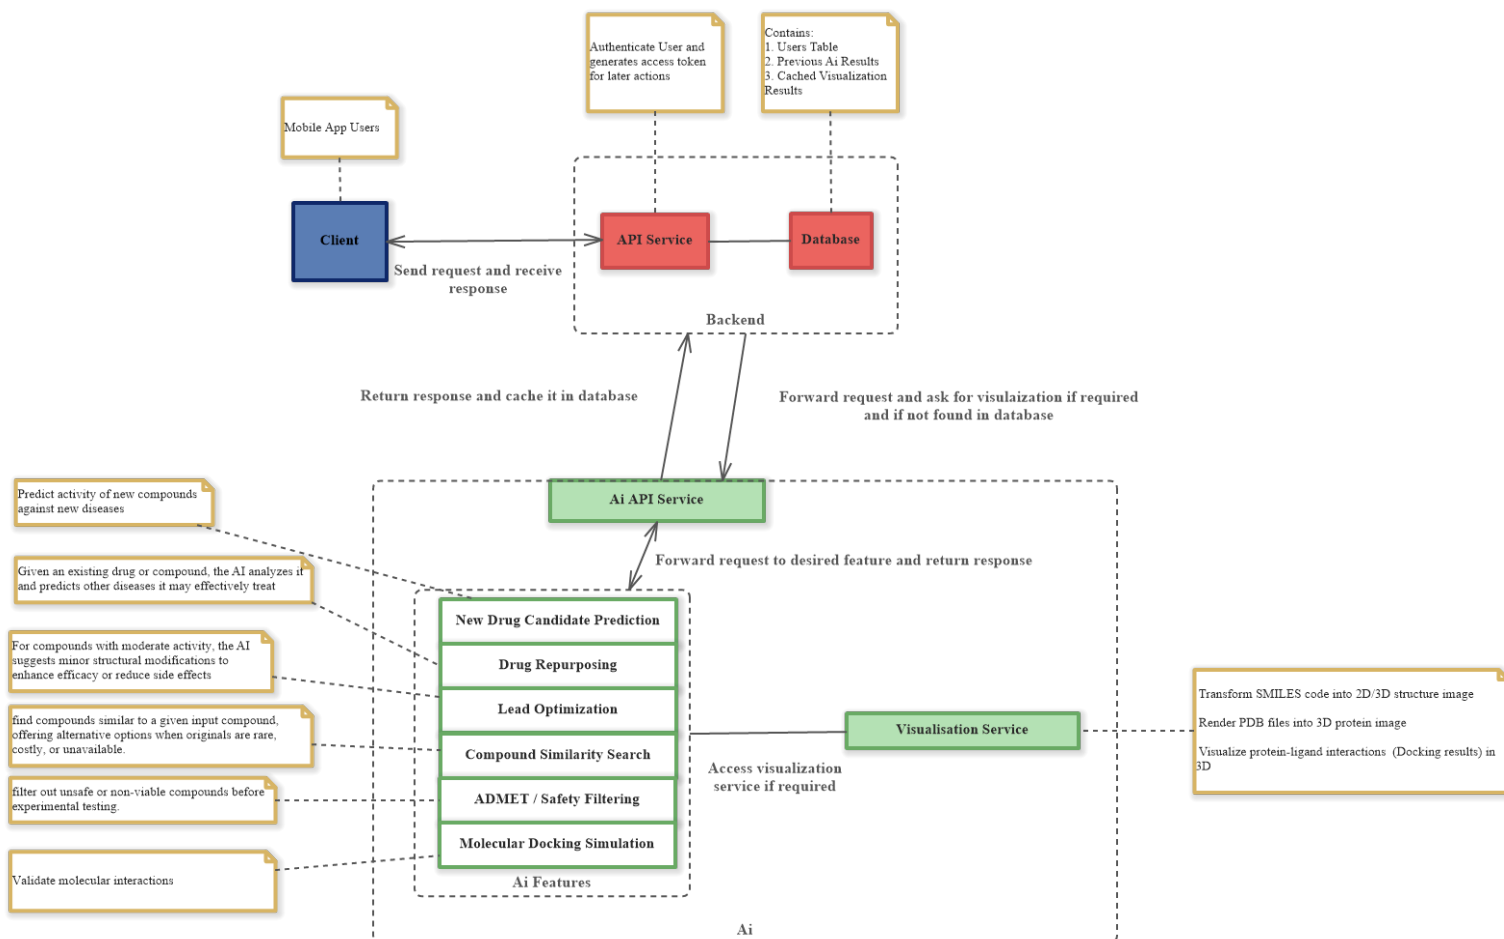 Authenticate User and
generates access token
for later actions
Contains:
1. Users Table
2. Previous Ai Results
3. Cached Visualization
Results
Mobile App Users
Client
API Service
Database
Send request and receive
response
Backend
Return response and cache it in database
Forward request and ask for visulaization if required
and if not found in database
Ai API Service
Forward request to desired feature and return response
Predict activity of new compounds
against new diseases
Given an existing drug or compound, the AI analyzes it
and predicts other diseases it may effectively treat
For compounds with moderate activity, the AI
suggests minor structural modifications to
enhance efficacy or reduce side effects
find compounds similar to a given input compound,
offering alternative options when originals are rare,
costly, or unavailable.
filter out unsafe or non-viable compounds before
experimental testing.
Validate molecular interactions
New Drug Candidate Prediction
Drug Repurposing
Lead Optimization
Compound Similarity Search
ADMET / Safety Filtering
Molecular Docking Simulation
Ai Features
Access visualization
service if required
Visualisation Service
Transform SMILES code into 2D/3D structure image
Render PDB files into 3D protein image
Visualize protein-ligand interactions (Docking results) in
3D
Ai